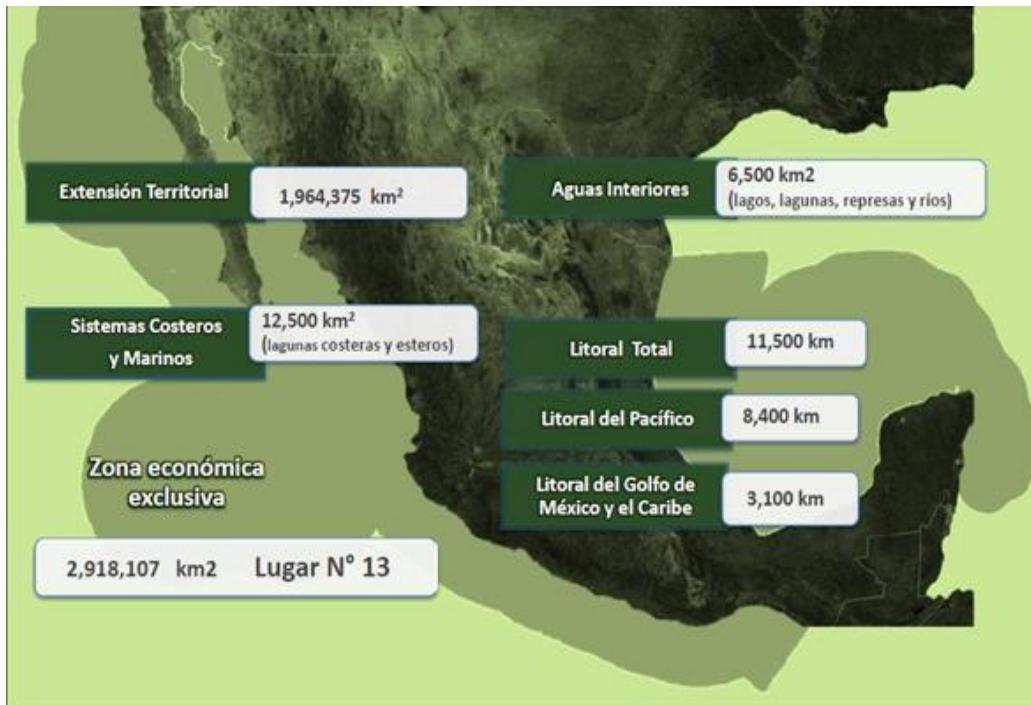 Extensión Territorial
1,964,375 km²
Aguas Interiores
6,500 km2
(lagos, lagunas, represas y ríos)
Sistemas Costeros
y Marinos
12,500 km²
(lagunas costeras y esteros)
Litoral Total
11,500 km
Litoral del Pacífico
8,400 km
Litoral del Golfo de
México y el Caribe
3,100 km
Zona económica
exclusiva
2,918,107 km2 Lugar N° 13